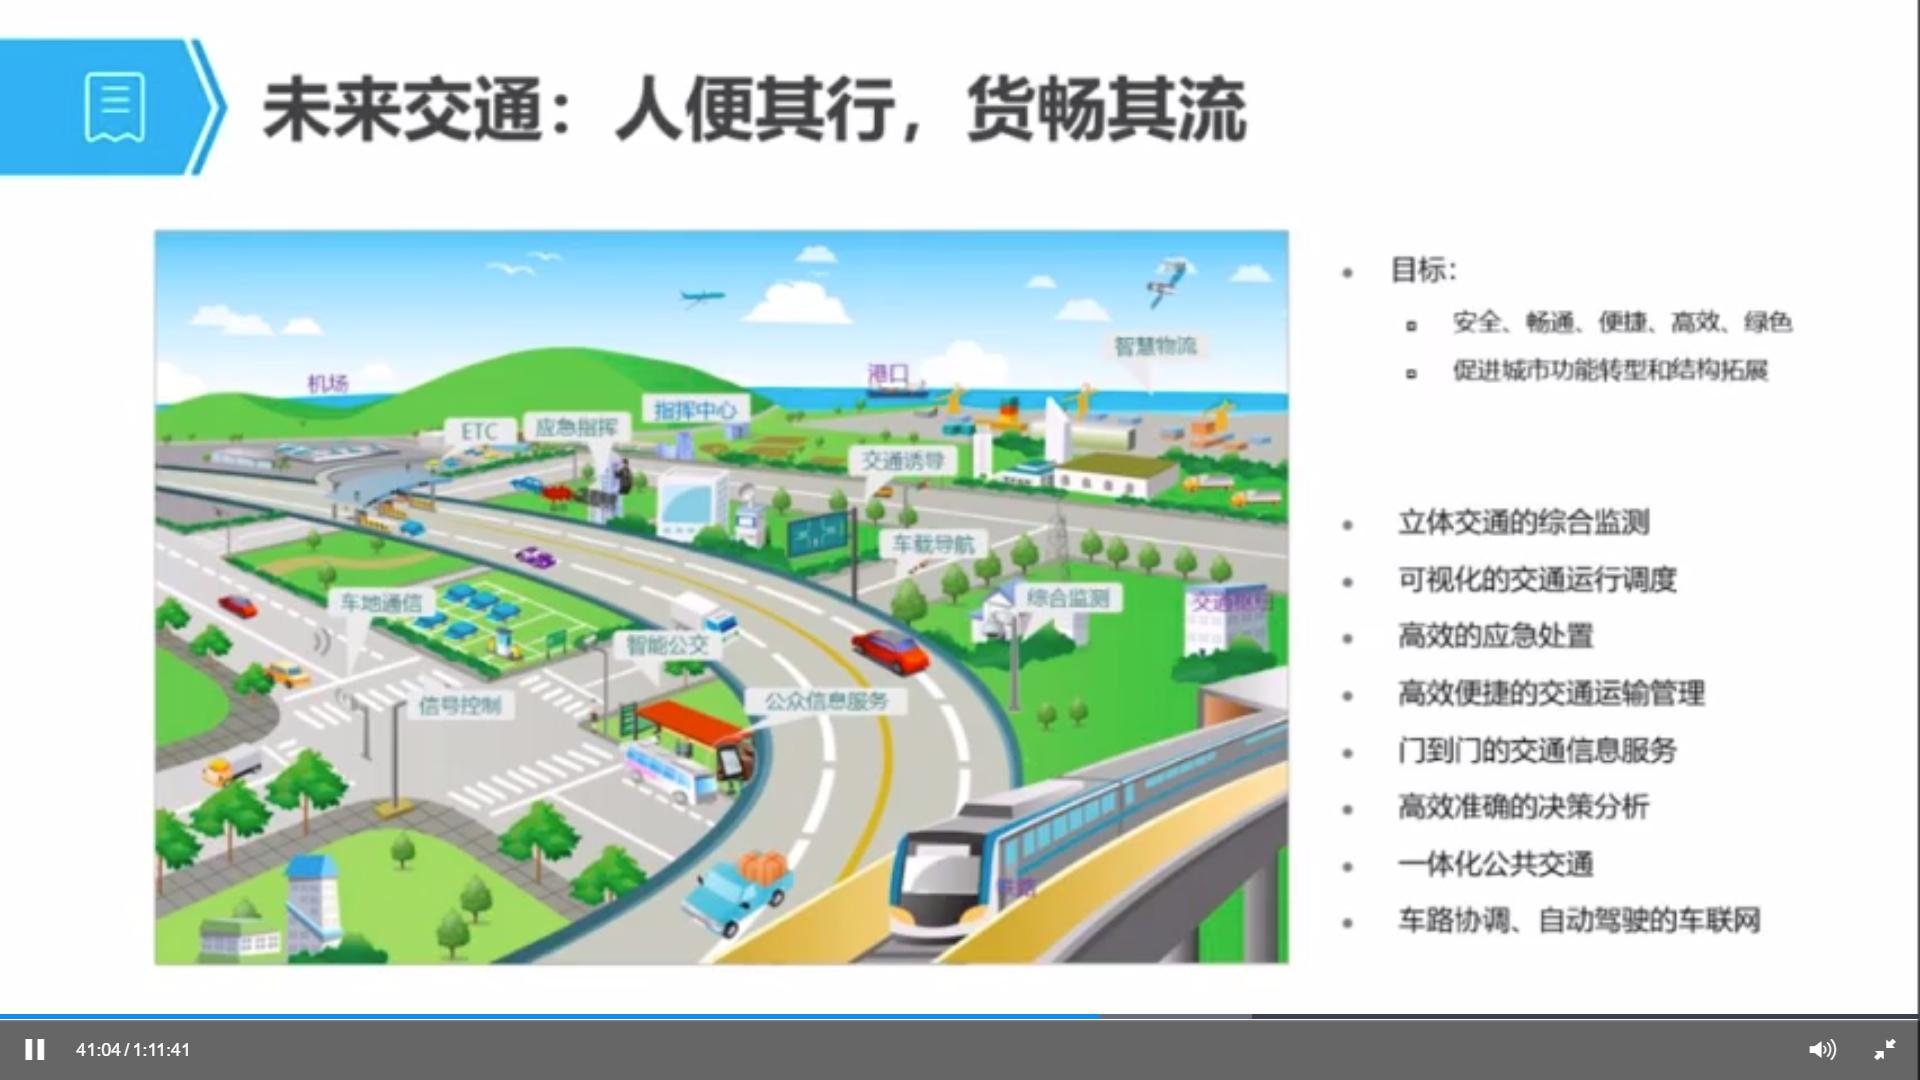 未来交通：人便其行，货畅其流
目标：
安全、畅通、便捷、高效、绿色
促进城市功能转型和结构拓展
立体交通的综合监测
可视化的交通运行调度
高效的应急处置
高效便捷的交通运输管理
门到门的交通信息服务
高效准确的决策分析
一体化公共交通
车路协调、自动驾驶的车联网
智慧物流
港口
机场
指挥中心
ETC
应急指挥
交通诱导
车载导航
综合监测
交通枢纽
车地通信
智能公交
公众信息服务
信号控制
铁路
41:04 / 1:11:41